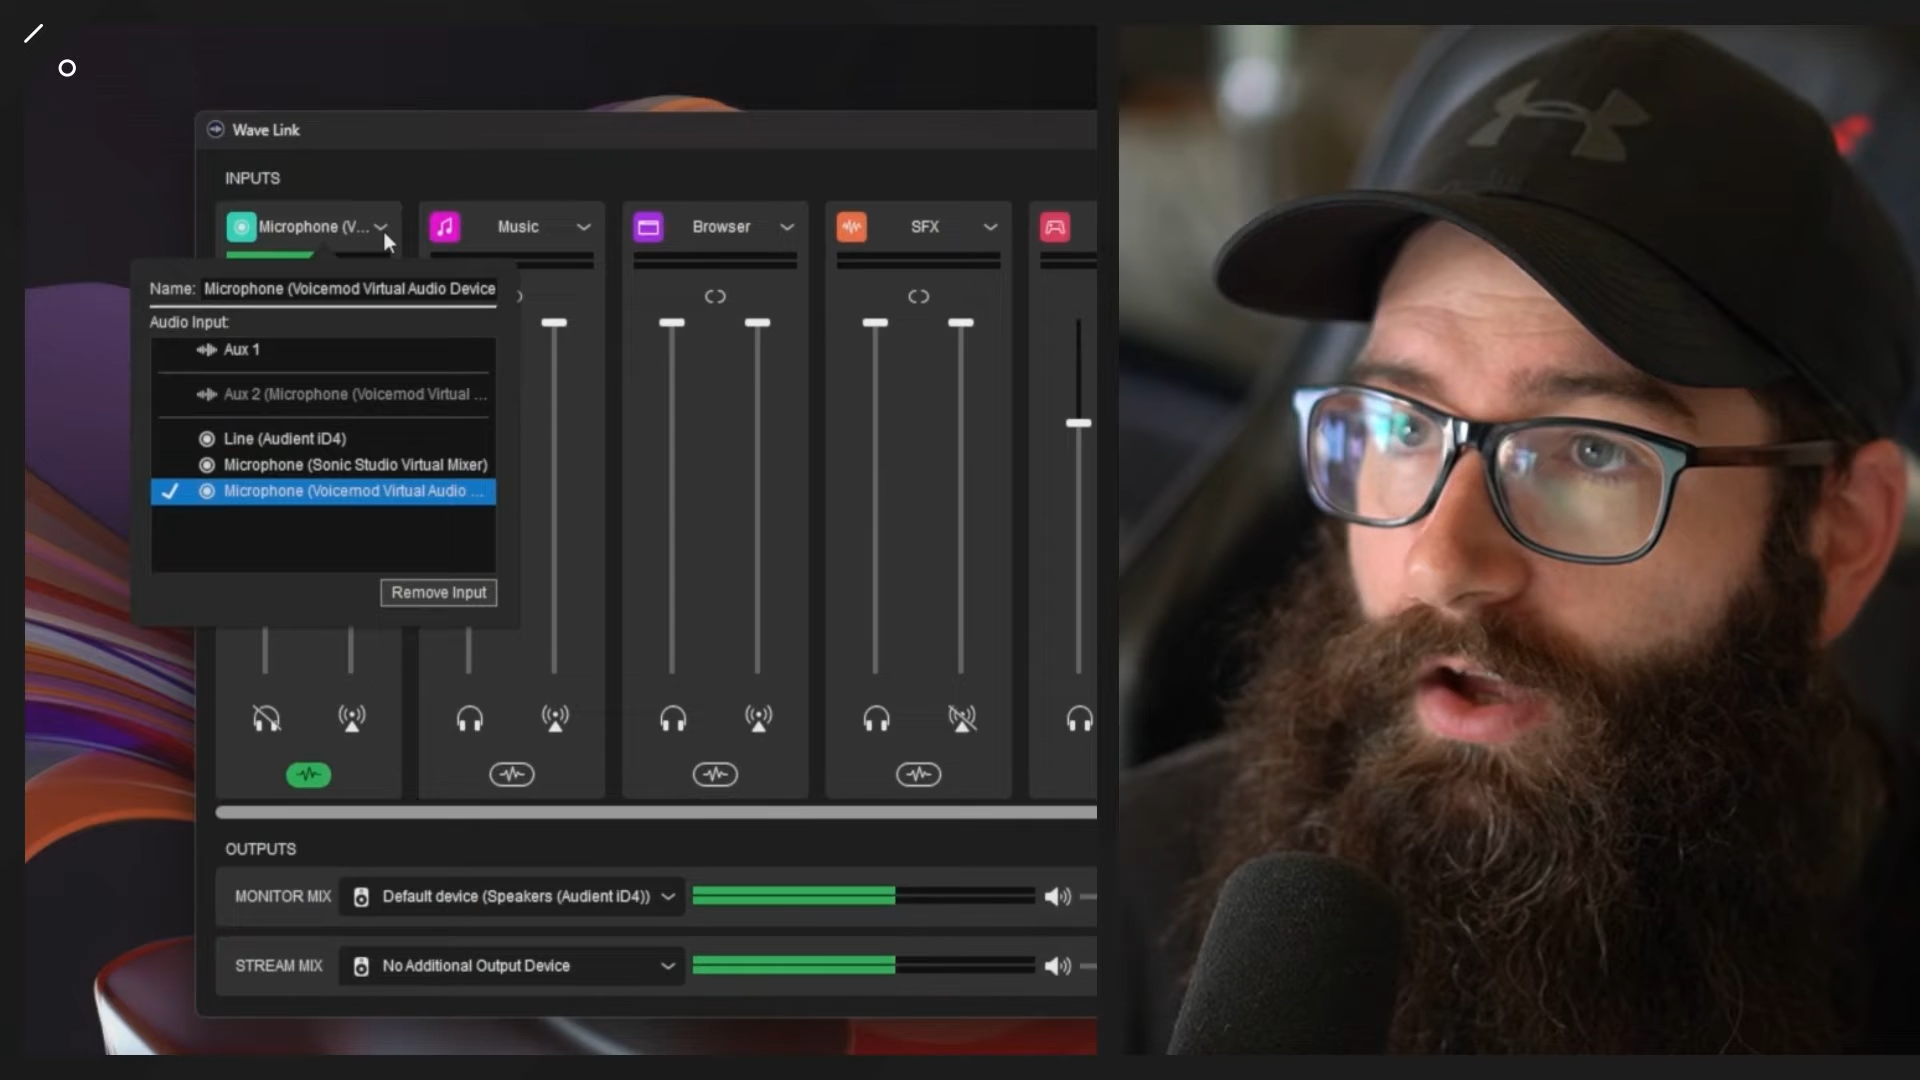 Wave Link
INPUTS
Microphone (V...
Music
Browser
SFX
Name: Microphone (Voicemod Virtual Audio Device
Audio Input:
Aux 1
Aux 2 (Microphone (Voicemod Virtual ...
Line (Audient iD4)
Microphone (Sonic Studio Virtual Mixer)
Microphone (Voicemod Virtual Audio ...
Remove Input
OUTPUTS
MONITOR MIX
Default device (Speakers (Audient iD4))
STREAM MIX
No Additional Output Device